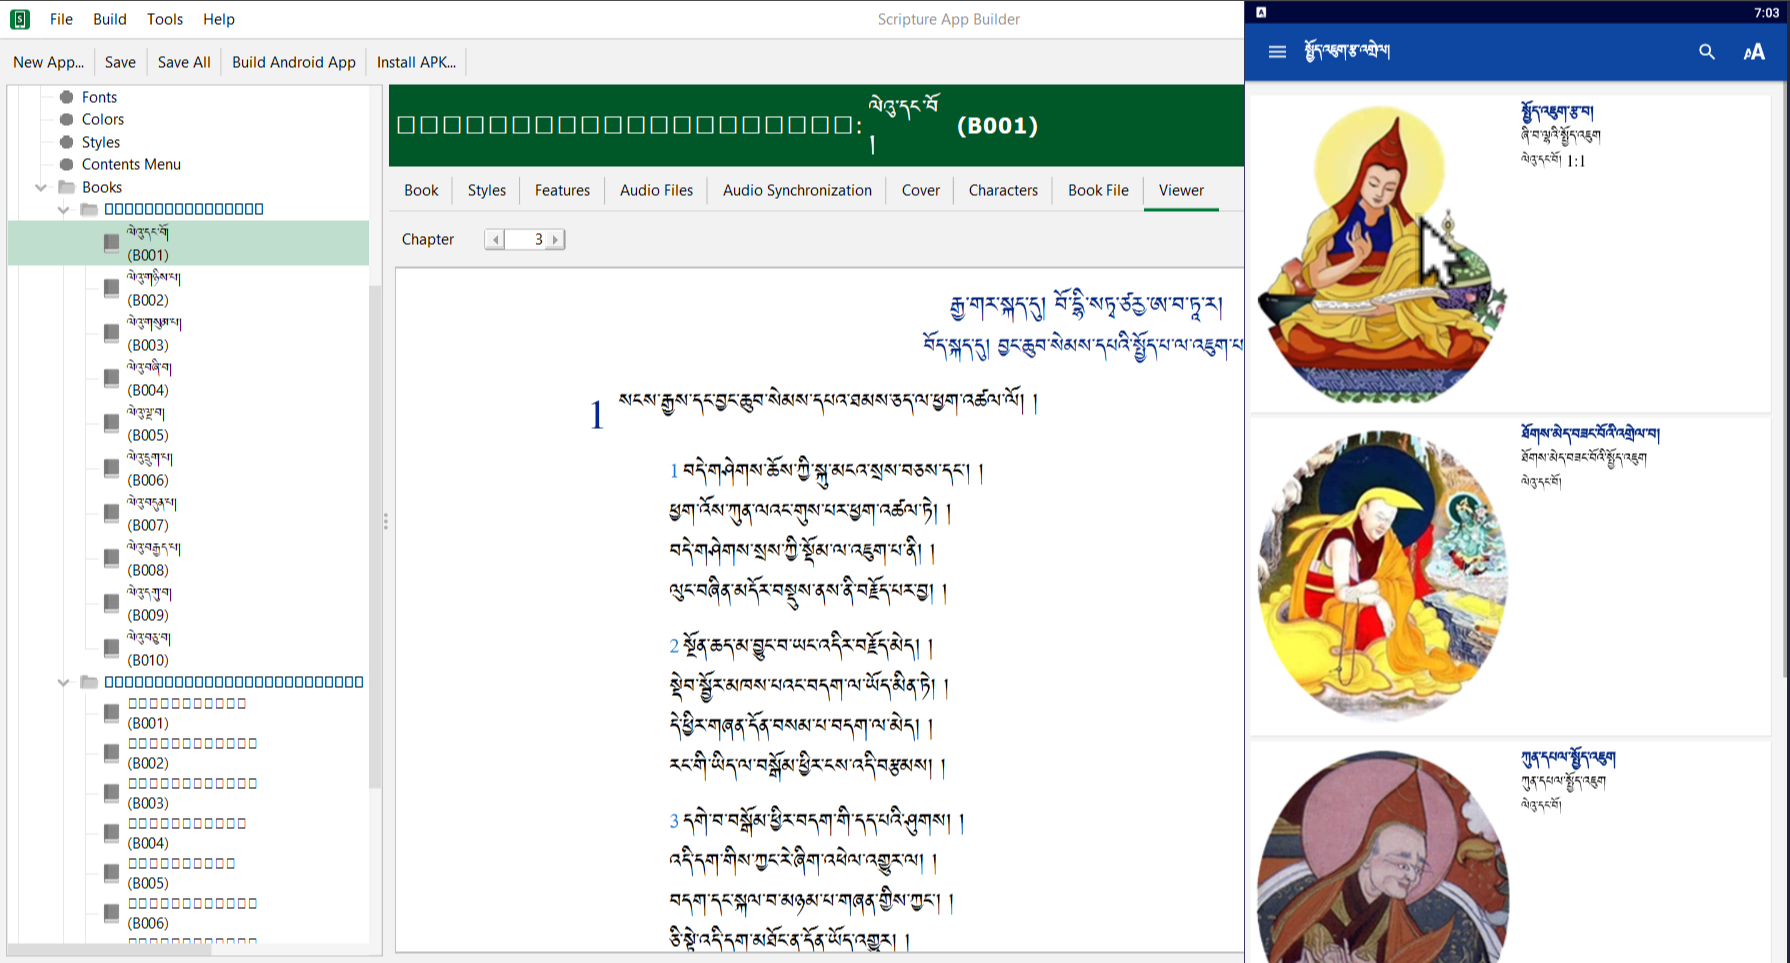 File Build Tools Help
Scripture App Builder
New App... Save Save All Build Android App Install APK...
Fonts
Colors
Styles
Contents Menu
Books
ལེའུ་དང་པོ།
(B001)
ལེའུ་གཉིས་པ།
(B002)
ལེའུ་གསུམ་པ།
(B003)
ལེའུ་བཞི་བ།
(B004)
ལེའུ་ལྔ་བ།
(B005)
ལེའུ་དྲུག་པ།
(B006)
ལེའུ་བདུན་པ།
(B007)
ལེའུ་བརྒྱད་པ།
(B008)
ལེའུ་དགུ་བ།
(B009)
ལེའུ་བཅུ་བ།
(B010)
(B001)
(B002)
(B003)
(B004)
(B005)
(B006)
: ལེའུ་དང་པོ
།
(B001)
Book Styles Features Audio Files Audio Synchronization Cover Characters Book File Viewer
Chapter 3
རྒྱ་གར་སྐད་དུ། བོ་དྷི་སཏྭ་ཙརྱ་ཨ་བ་ཏཱ་ར།
བོད་སྐད་དུ། བྱང་ཆུབ་སེམས་དཔའི་སྤྱོད་པ་ལ་འཇུག་པ
1 སངས་རྒྱས་དང་བྱང་ཆུབ་སེམས་དཔའ་ཐམས་ཅད་ལ་ཕྱག་འཚལ་ལོ། །
1 བདེ་གཤེགས་ཆོས་ཀྱི་སྐུ་མངའ་སྲས་བཅས་དང་། །
ཕྱག་འོས་ཀུན་ལའང་གུས་པར་ཕྱག་འཚལ་ཏེ། །
བདེ་གཤེགས་སྲས་ཀྱི་སྡོམ་ལ་འཇུག་པ་ནི། །
ལུང་བཞིན་མདོར་བསྡུས་ནས་ནི་བརྗོད་པར་བྱ། །
2 སྔོན་ཆད་མ་བྱུང་བ་ཡང་འདིར་བརྗོད་མེད། །
སྡེབ་སྦྱོར་མཁས་པའང་བདག་ལ་ཡོད་མིན་ཏེ། །
དེ་ཕྱིར་གཞན་དོན་བསམ་པ་བདག་ལ་མེད། །
རང་གི་ཡིད་ལ་བསྒོམ་ཕྱིར་ངས་འདི་བརྩམས། །
3 དགེ་བ་བསྒོམ་ཕྱིར་བདག་གི་དད་པའི་ཤུགས། །
འདི་དག་གིས་ཀྱང་རེ་ཞིག་འཕེལ་འགྱུར་ལ། །
བདག་དང་སྐལ་བ་མཉམ་པ་གཞན་གྱིས་ཀྱང་། །
ཅི་སྟེ་འདི་དག་མཐོང་ན་དོན་ཡོད་འགྱུར། །
7:03
སྤྱོད་འཇུག་རྩ་འགྲེལ།
AA
སྤྱོད་འཇུག་རྩ་བ།
ཞི་བ་ལྷའི་སྤྱོད་འཇུག
ལེའུ་དང་པོ། 1:1
ཐོགས་མེད་བཟང་པོའི་འགྲེལ་བ།
ཐོགས་མེད་བཟང་པོའི་སྤྱོད་འཇུག
ལེའུ་དང་པོ།
ཀུན་དཔལ་སྤྱོད་འཇུག
ཀུན་དཔལ་སྤྱོད་འཇུག
ལེའུ་དང་པོ།